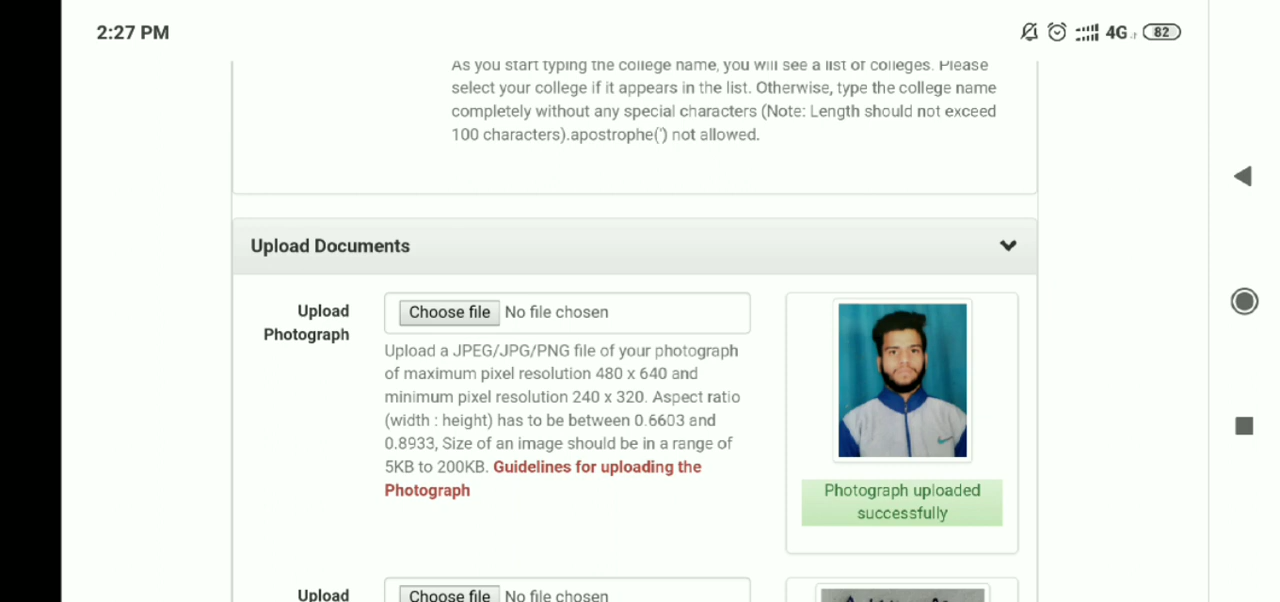 2:27 PM
4G
82
As you start typing the college name, you will see a list of colleges. Please
select your college if it appears in the list. Otherwise, type the college name
completely without any special characters (Note: Length should not exceed
100 characters).apostrophe(') not allowed.
Upload Documents
Upload
Photograph
Choose file No file chosen
Upload a JPEG/JPG/PNG file of your photograph
of maximum pixel resolution 480 x 640 and
minimum pixel resolution 240 x 320. Aspect ratio
(width : height) has to be between 0.6603 and
0.8933, Size of an image should be in a range of
5KB to 200KB. Guidelines for uploading the
Photograph
Photograph uploaded
successfully
Upload
Choose file No file chosen